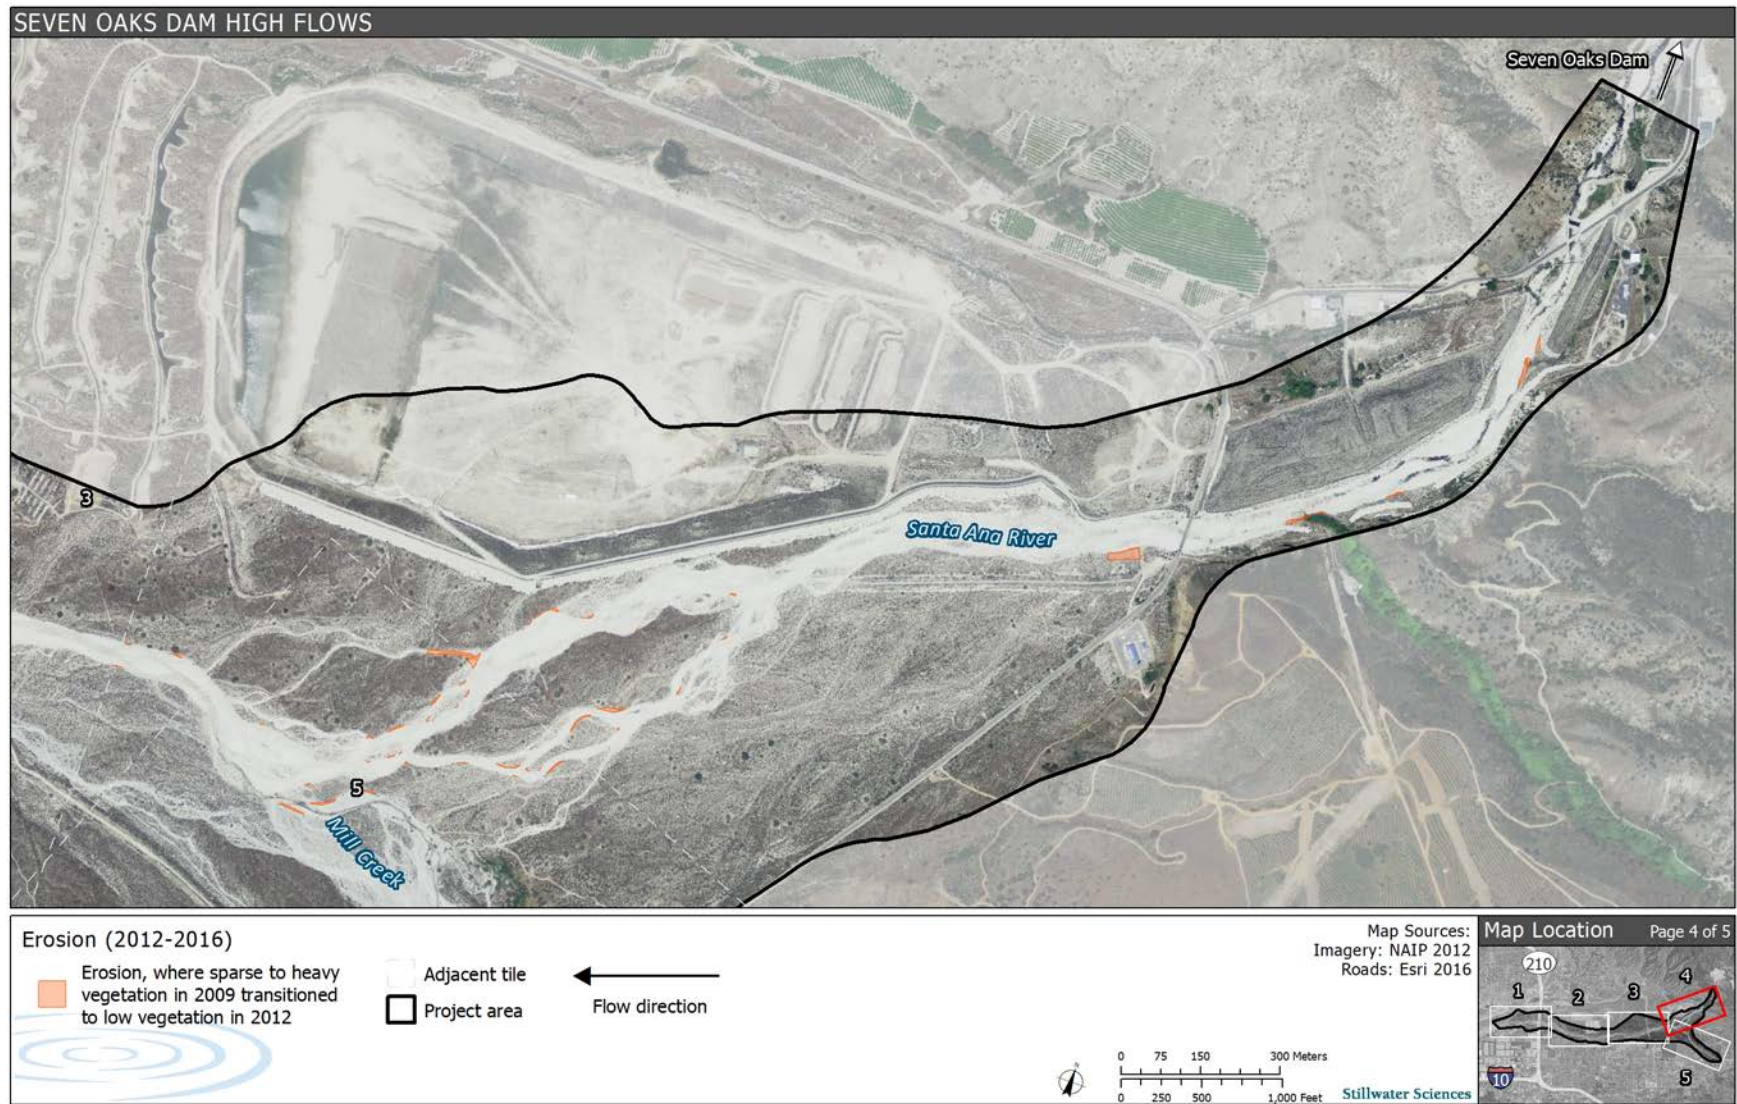 SEVEN OAKS DAM HIGH FLOWS
Seven Oaks Dam
3
Santa Ana River
5
Mill Creek
Erosion (2012-2016)
Erosion, where sparse to heavy
vegetation in 2009 transitioned
to low vegetation in 2012
Adjacent tile
Project area
Flow direction
Map Sources:
Imagery: NAIP 2012
Roads: Esri 2016
0 75 150 300 Meters
0 250 500 1,000 Feet
Stillwater Sciences
Map Location Page 4 of 5
210
1
2
3
4
5
10